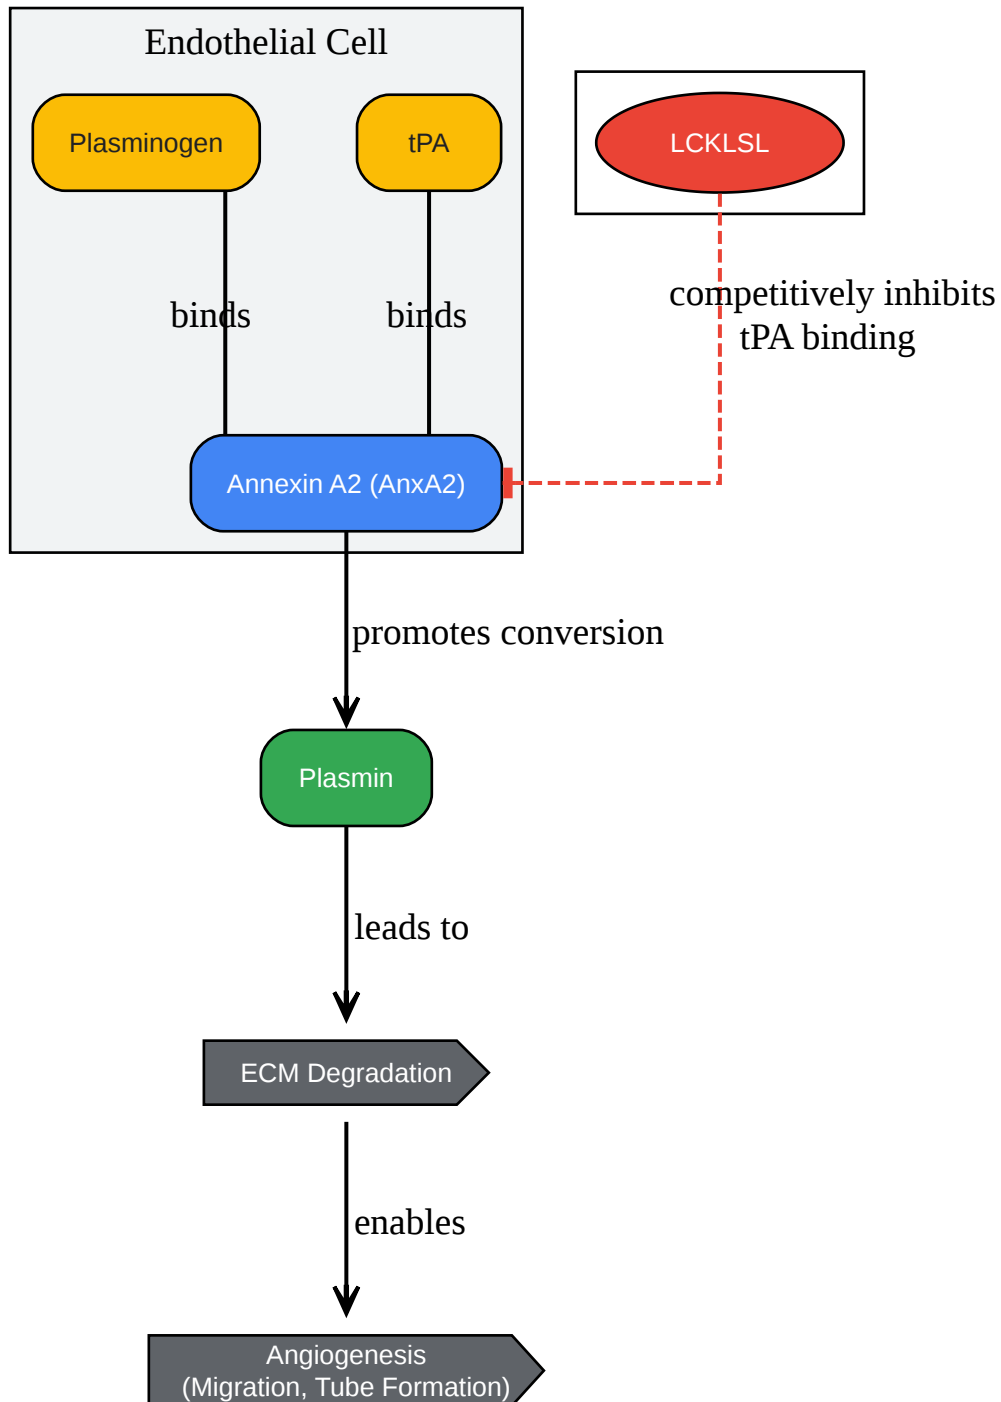 Endothelial Cell
Plasminogen
tPA
LCKLSL
binds
binds
competitively inhibits
tPA binding
Annexin A2 (AnxA2)
promotes conversion
Plasmin
leads to
ECM Degradation
enables
Angiogenesis
(Migration, Tube Formation)